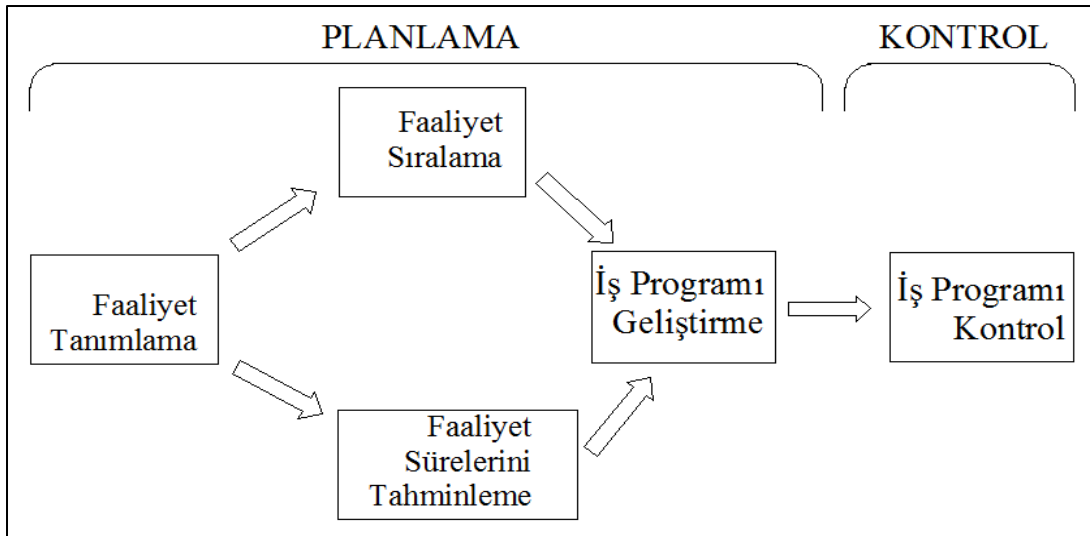 PLANLAMA
KONTROL
Faaliyet
Sıralama
Faaliyet
Tanımlama
Faaliyet
Sürelerini
Tahminleme
İş Programı
Geliştirme
İş Programı
Kontrol